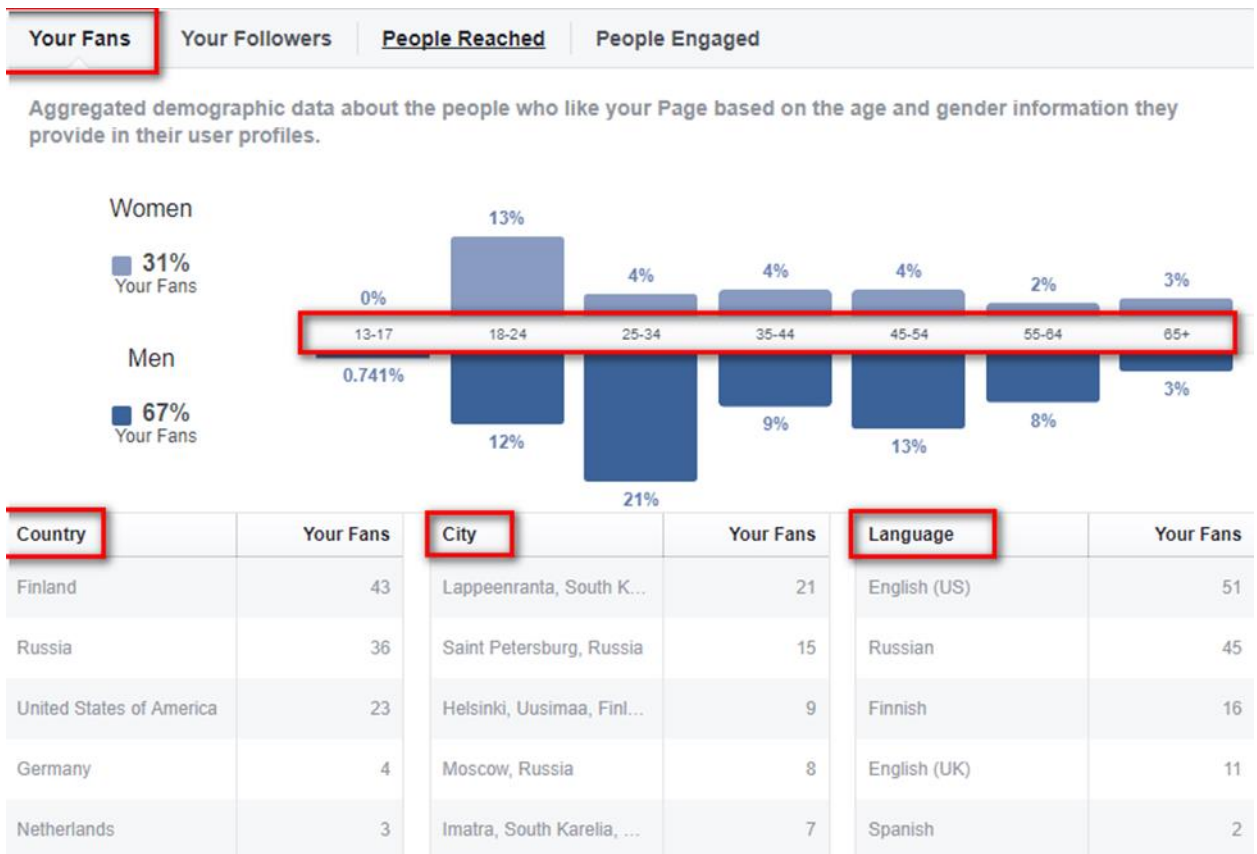 Your Fans Your Followers People Reached People Engaged
Aggregated demographic data about the people who like your Page based on the age and gender information they
provide in their user profiles.
Women
31%
Your Fans
0% 13% 4% 4% 4% 2% 3%
13-17 18-24 25-34 35-44 45-54 55-64 65+
Men
67%
Your Fans
0.741% 12% 21% 9% 13% 8% 3%
Country Your Fans City Your Fans Language Your Fans
Finland 43 Lappeenranta, South K... 21 English (US) 51
Russia 36 Saint Petersburg, Russia 15 Russian 45
United States of America 23 Helsinki, Uusimaa, Finl... 9 Finnish 16
Germany 4 Moscow, Russia 8 English (UK) 11
Netherlands 3 Imatra, South Karelia, ... 7 Spanish 2